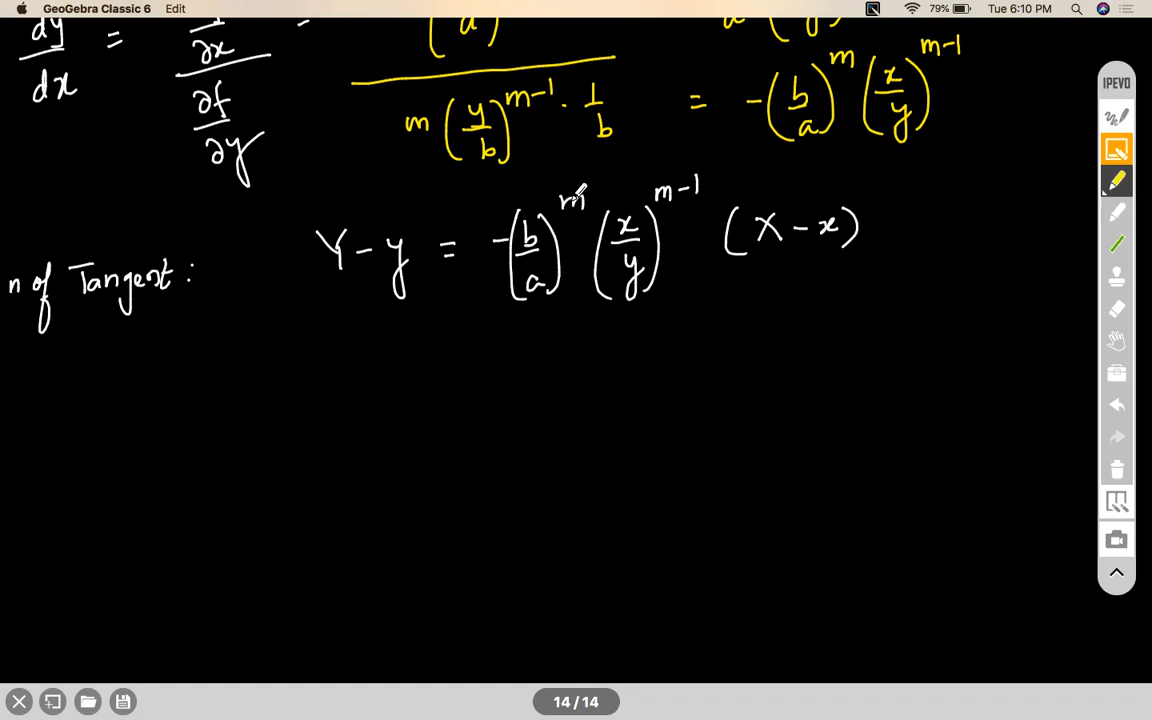 GeoGebra Classic 6 Edit 79% Tue 6:10 PM
IPEVO
dy/dx = ∂x / ∂f/∂y = (a) / m(y/b)^(m-1) · 1/b = -(b/a)^m (x/y)^(m-1)
n of Tangent : Y - y = -(b/a)^m (x/y)^(m-1) (X - x)
14 / 14